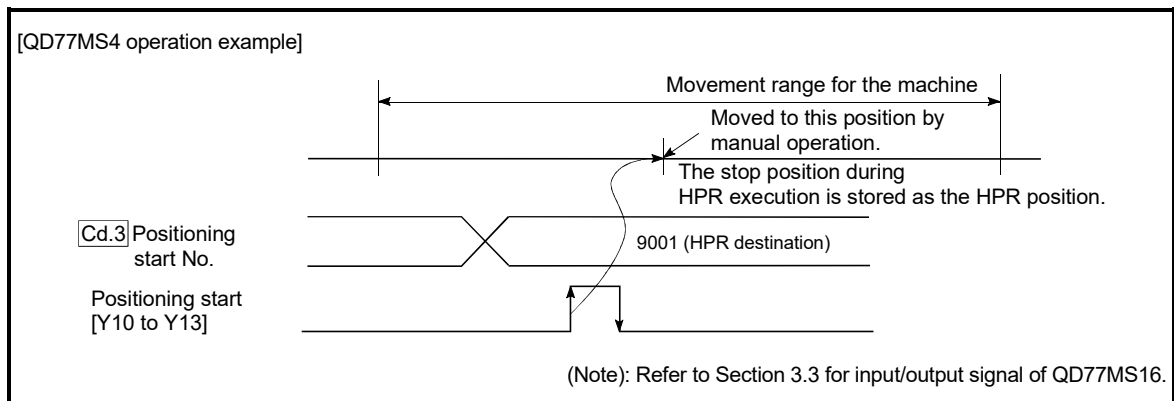 [QD77MS4 operation example]
Movement range for the machine
Moved to this position by
manual operation.
The stop position during
HPR execution is stored as the HPR position.
Cd.3 Positioning
start No.
9001 (HPR destination)
Positioning start
[Y10 to Y13]
(Note): Refer to Section 3.3 for input/output signal of QD77MS16.